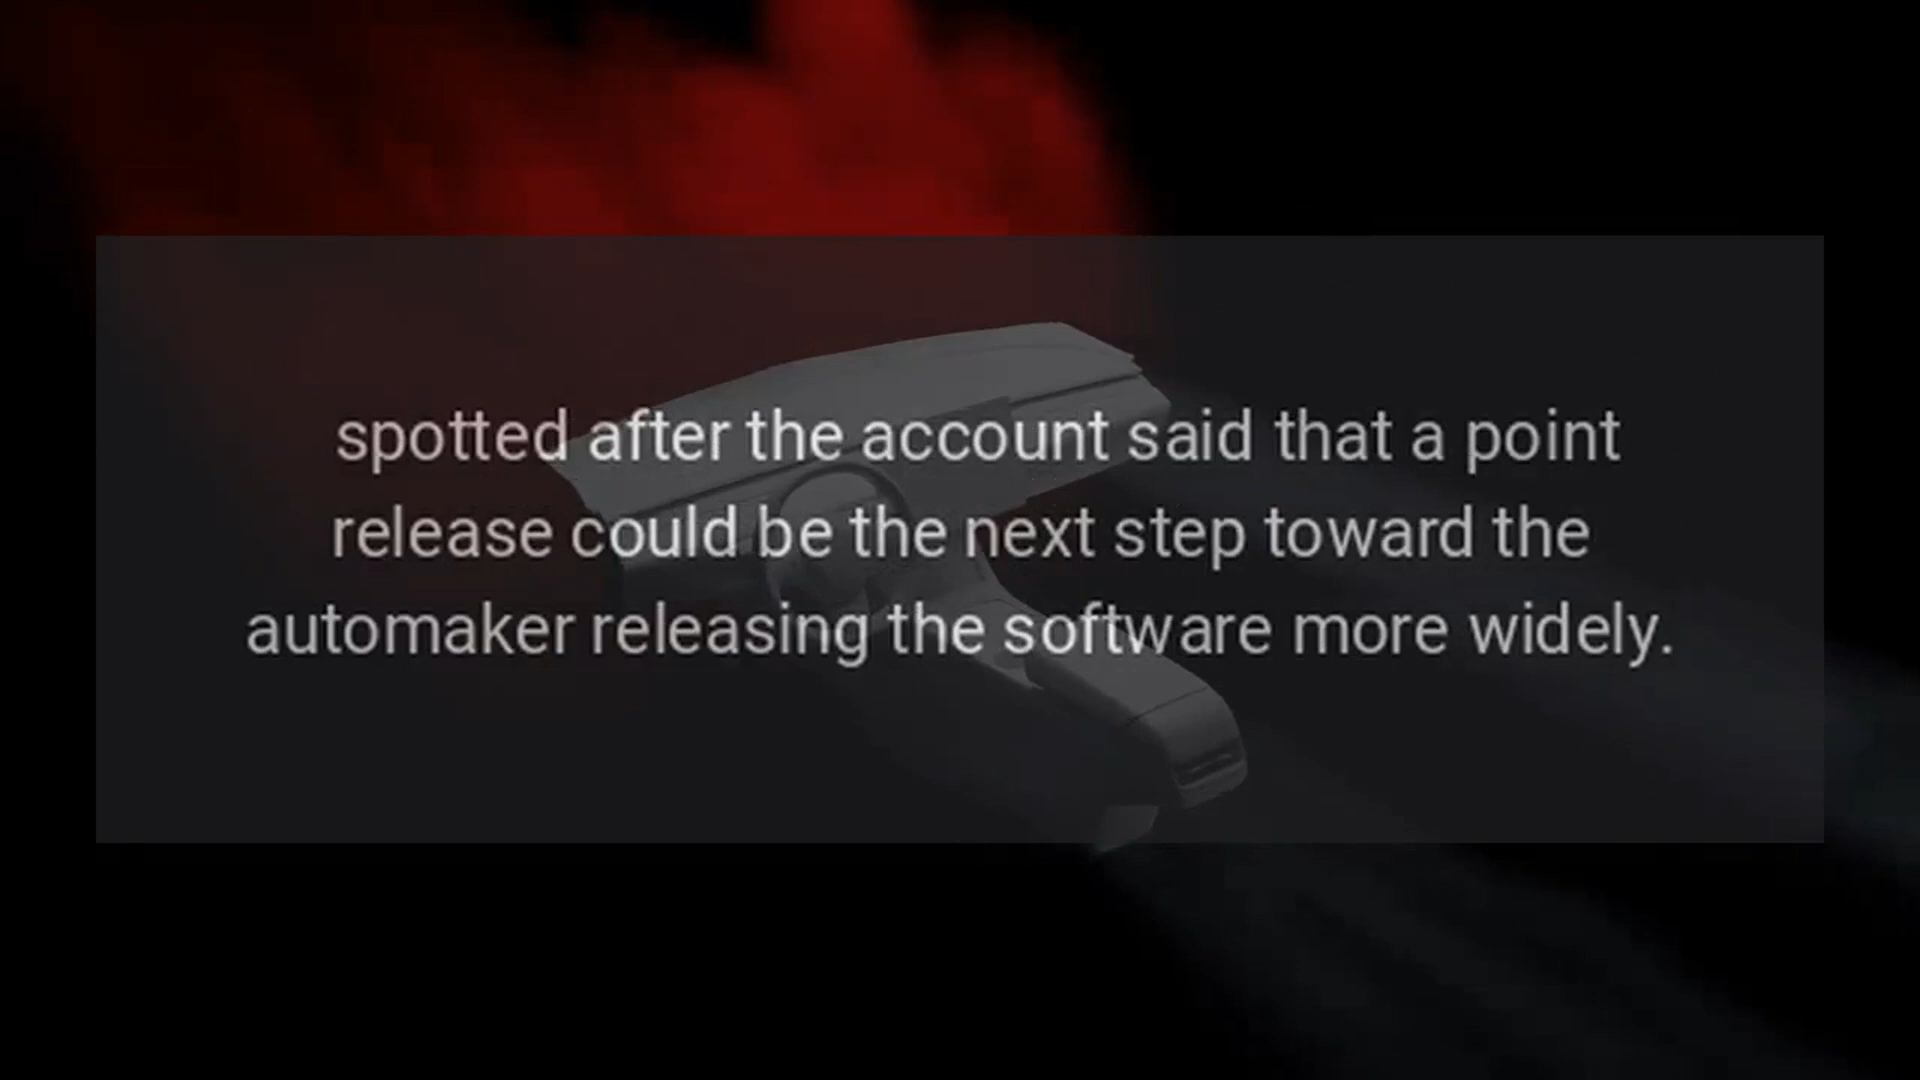 spotted after the account said that a point
release could be the next step toward the
automaker releasing the software more widely.